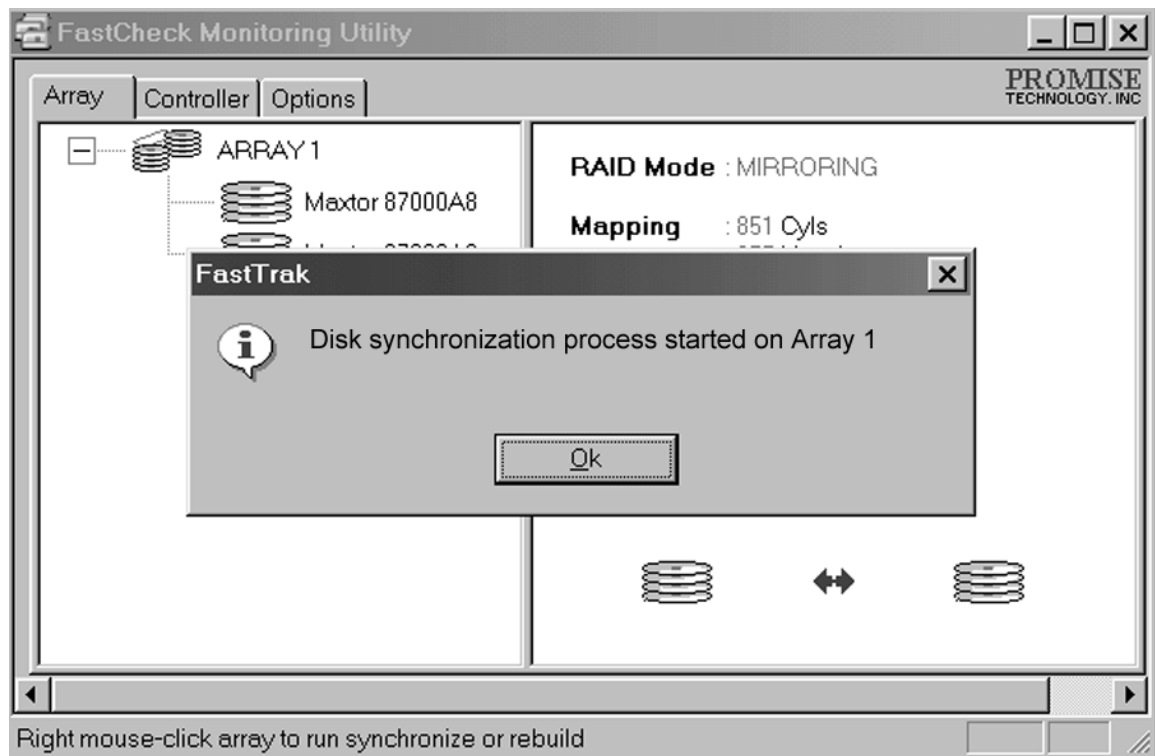 FastCheck Monitoring Utility
PROMISE
TECHNOLOGY. INC
Array Controller Options
ARRAY 1
Maxtor 87000A8
RAID Mode : MIRRORING
Mapping : 851 Cyls
FastTrak
Disk synchronization process started on Array 1
Ok
Right mouse-click array to run synchronize or rebuild